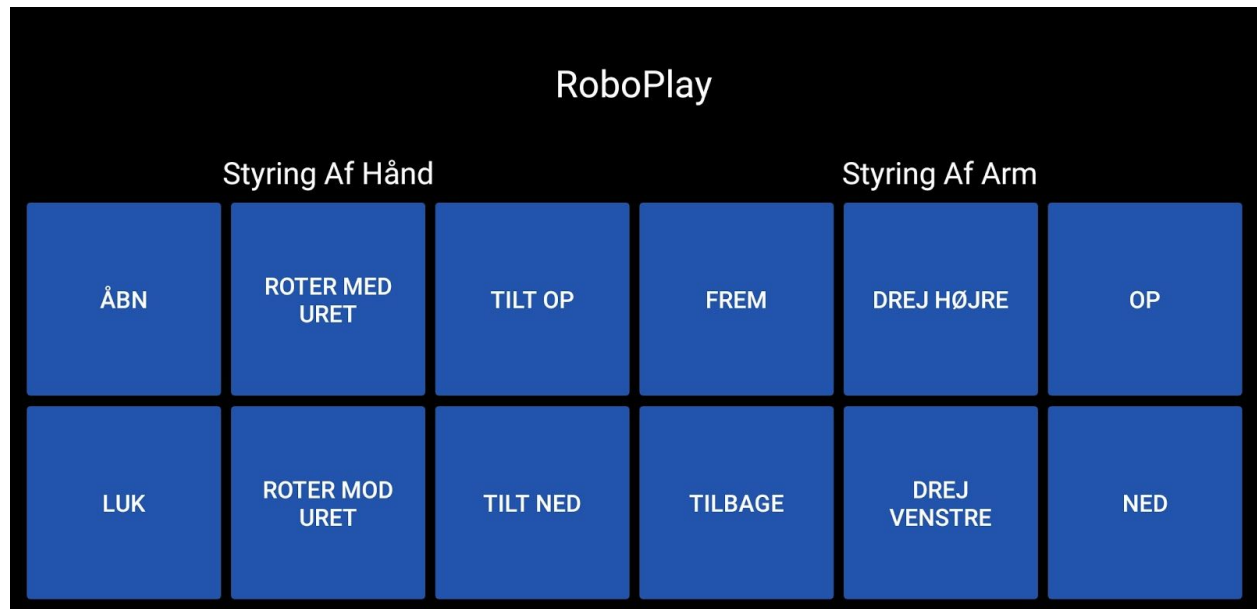 RoboPlay
Styring Af Hånd
Styring Af Arm
ÅBN
ROTER MED
URET
TILT OP
FREM
DREJ HØJRE
OP
LUK
ROTER MOD
URET
TILT NED
TILBAGE
DREJ
VENSTRE
NED